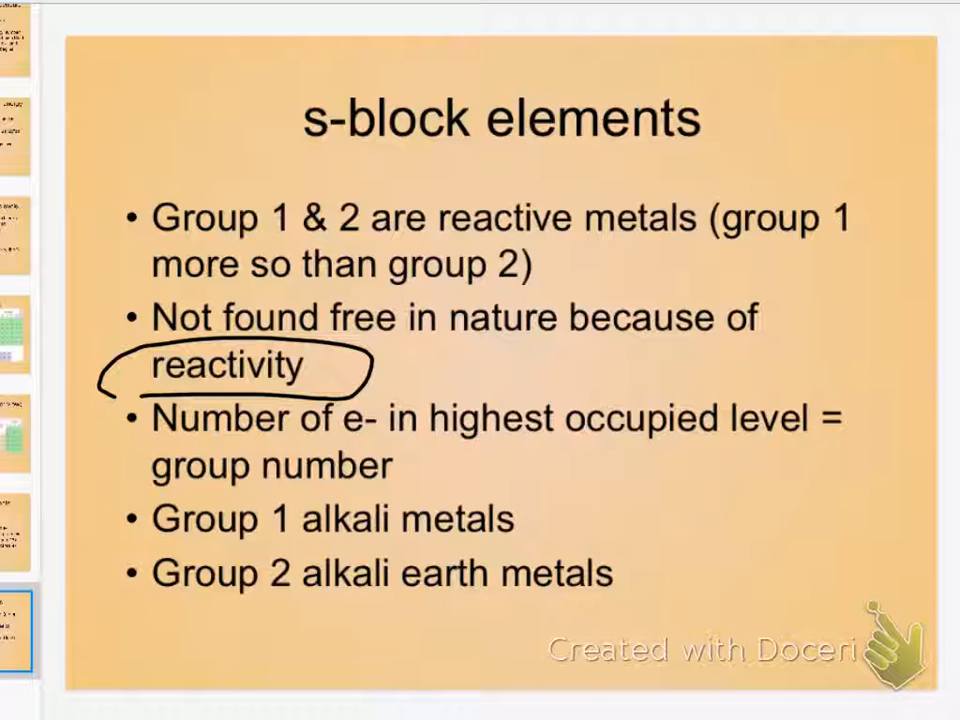 s-block elements
• Group 1 & 2 are reactive metals (group 1
more so than group 2)
• Not found free in nature because of
reactivity
• Number of e- in highest occupied level =
group number
• Group 1 alkali metals
• Group 2 alkali earth metals
Created with Doceri